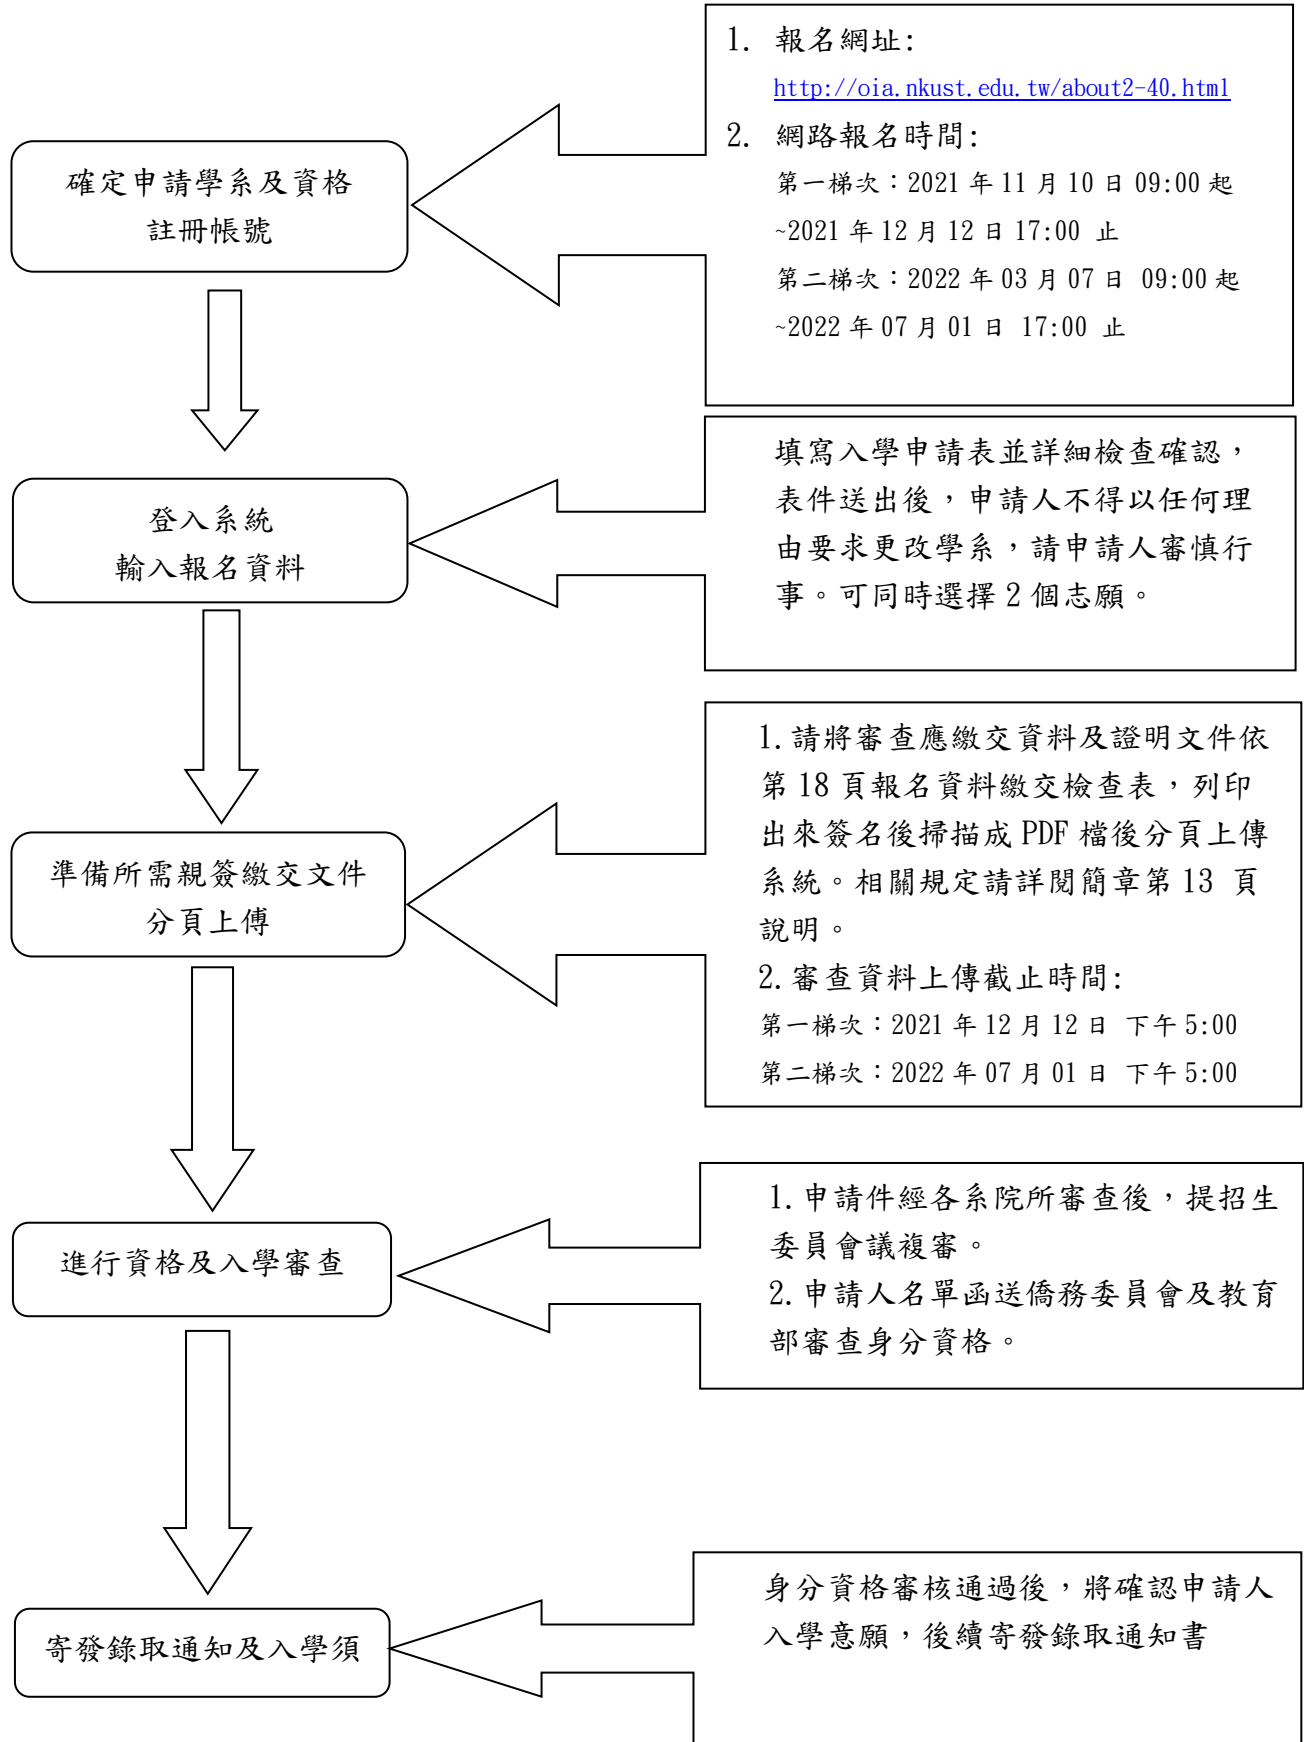 1. 報名網址:
http://oia.nkust.edu.tw/about2-40.html
2. 網路報名時間:
第一梯次：2021 年 11 月 10 日 09:00 起
~2021 年 12 月 12 日 17:00 止
第二梯次：2022 年 03 月 07 日 09:00 起
~2022 年 07 月 01 日 17:00 止
確定申請學系及資格
註冊帳號
填寫入學申請表並詳細檢查確認，
表件送出後，申請人不得以任何理
由要求更改學系，請申請人審慎行
事。可同時選擇 2 個志願。
登入系統
輸入報名資料
1.請將審查應繳交資料及證明文件依
第 18 頁報名資料繳交檢查表，列印
出來簽名後掃描成 PDF 檔後分頁上傳
系統。相關規定請詳閱簡章第 13 頁
說明。
2.審查資料上傳截止時間:
第一梯次：2021 年 12 月 12 日 下午 5:00
第二梯次：2022 年 07 月 01 日 下午 5:00
準備所需親簽繳交文件
分頁上傳
1.申請件經各系院所審查後，提招生
委員會議複審。
2.申請人名單函送僑務委員會及教育
部審查身分資格。
進行資格及入學審查
身分資格審核通過後，將確認申請人
入學意願，後續寄發錄取通知書
寄發錄取通知及入學須